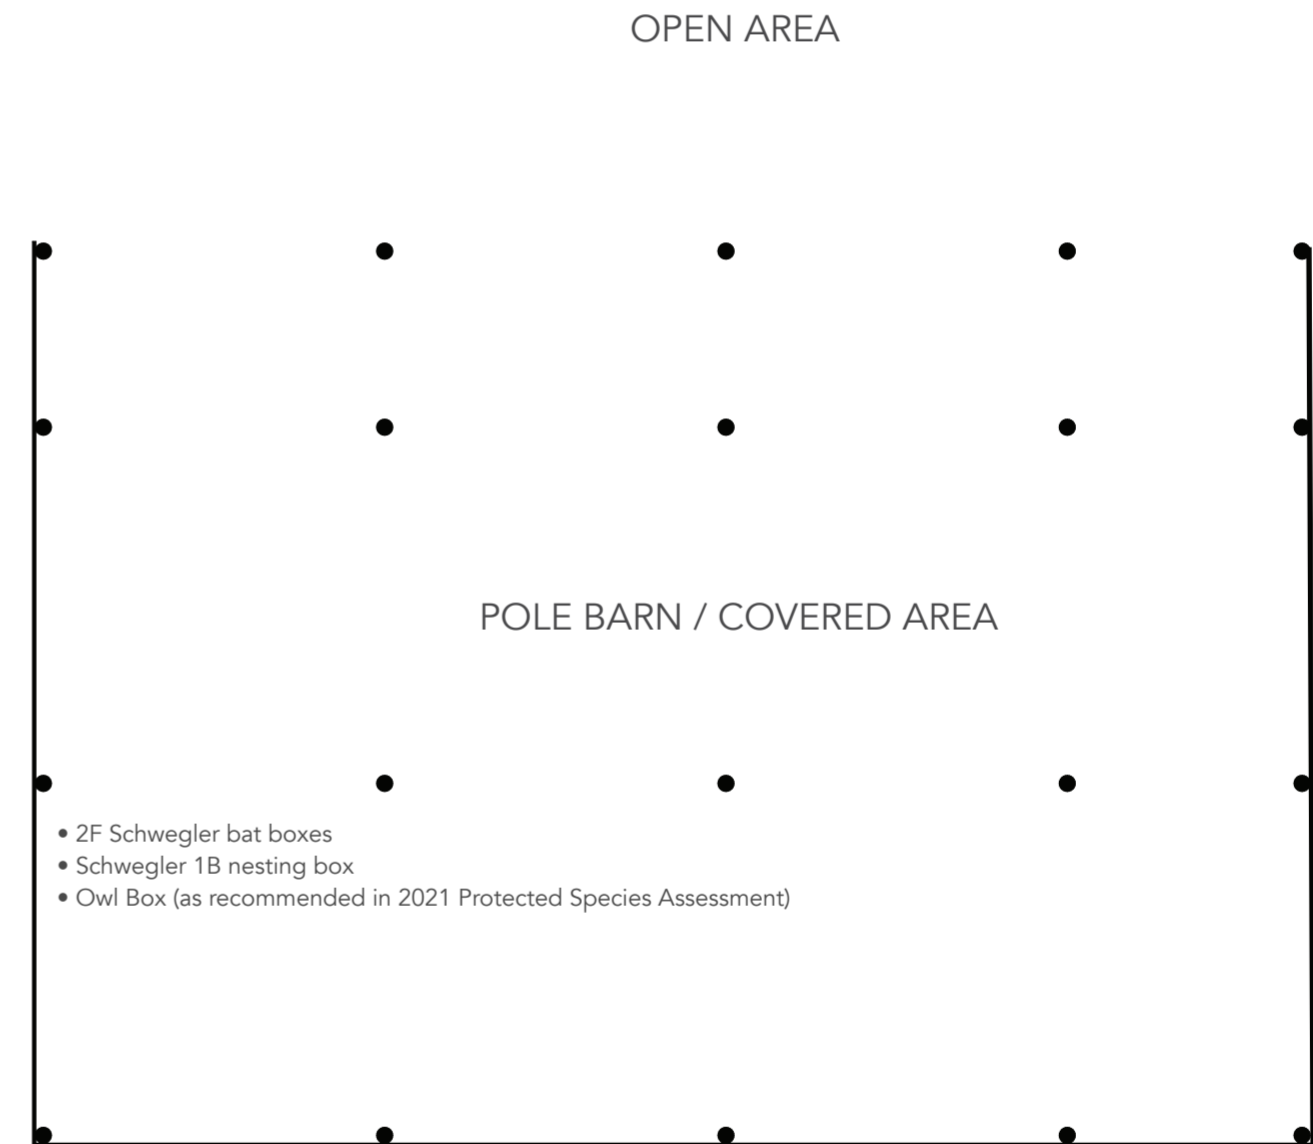 OPEN AREA
POLE BARN / COVERED AREA
• 2F Schwegler bat boxes
• Schwegler 1B nesting box
• Owl Box (as recommended in 2021 Protected Species Assessment)